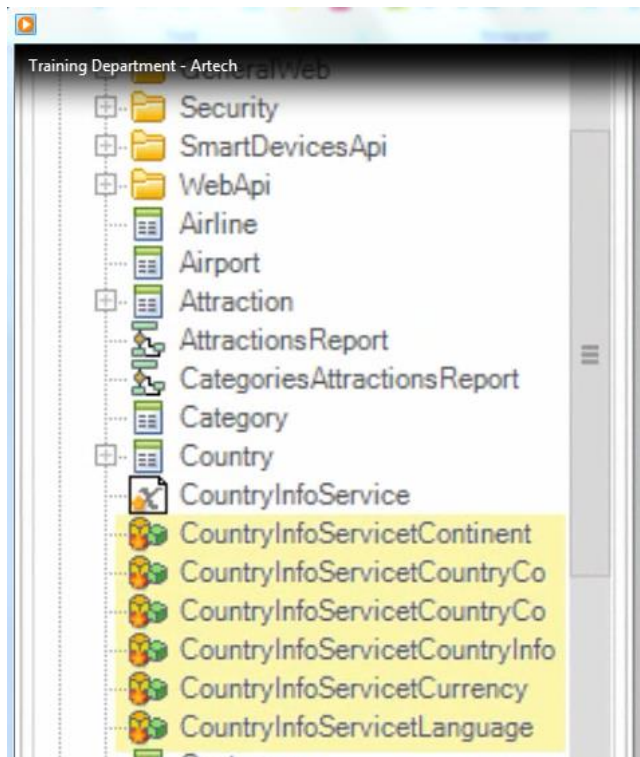 Training Department - Artech
GeneralWeb
Security
SmartDevicesApi
WebApi
Airline
Airport
Attraction
AttractionsReport
CategoriesAttractionsReport
Category
Country
CountryInfoService
CountryInfoServicetContinent
CountryInfoServicetCountryCo
CountryInfoServicetCountryCo
CountryInfoServicetCountryInfo
CountryInfoServicetCurrency
CountryInfoServicetLanguage